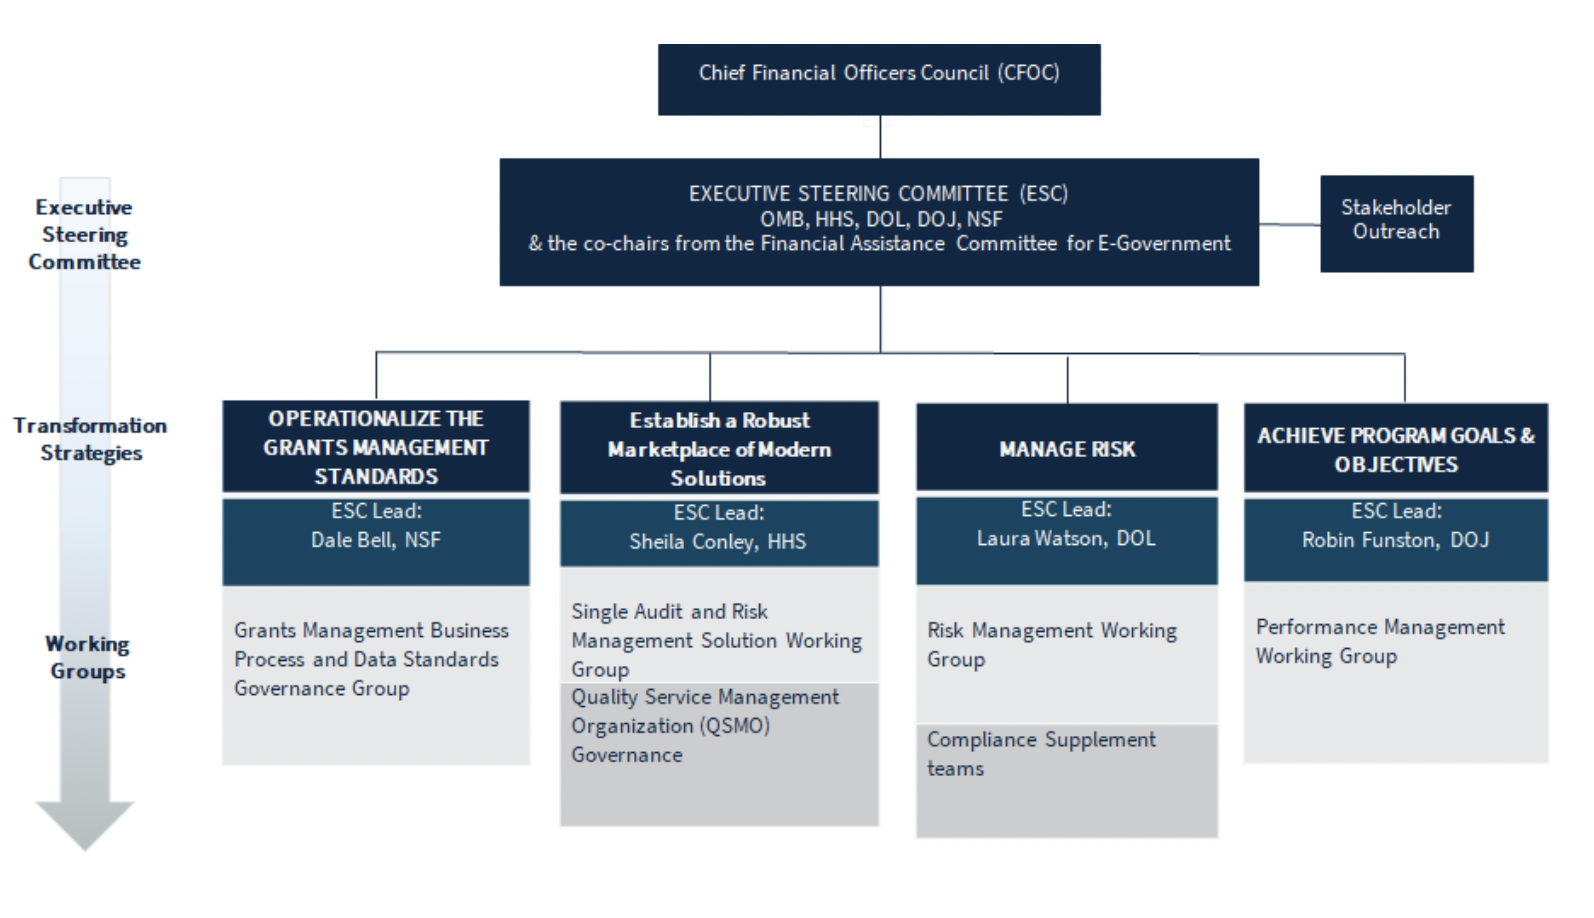 Chief Financial Officers Council (CFOC)
EXECUTIVE STEERING COMMITTEE (ESC)
OMB, HHS, DOL, DOJ, NSF
& the co-chairs from the Financial Assistance Committee for E-Government
Stakeholder
Outreach
Executive
Steering
Committee
Transformation
Strategies
Working
Groups
OPERATIONALIZE THE
GRANTS MANAGEMENT
STANDARDS
ESC Lead:
Dale Bell, NSF
Grants Management Business
Process and Data Standards
Governance Group
Establish a Robust
Marketplace of Modern
Solutions
ESC Lead:
Sheila Conley, HHS
Single Audit and Risk
Management Solution Working
Group
Quality Service Management
Organization (QSMO)
Governance
MANAGE RISK
ESC Lead:
Laura Watson, DOL
Risk Management Working
Group
Compliance Supplement
teams
ACHIEVE PROGRAM GOALS &
OBJECTIVES
ESC Lead:
Robin Funston, DOJ
Performance Management
Working Group